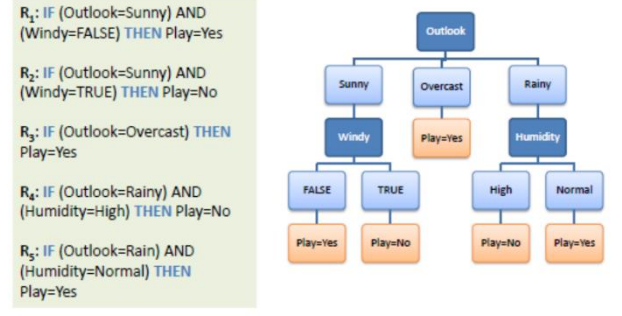 R₁: IF (Outlook=Sunny) AND
(Windy=FALSE) THEN Play=Yes
R₂: IF (Outlook=Sunny) AND
(Windy=TRUE) THEN Play=No
R₃: IF (Outlook=Overcast) THEN
Play=Yes
R₄: IF (Outlook=Rainy) AND
(Humidity=High) THEN Play=No
R₅: IF (Outlook=Rain) AND
(Humidity=Normal) THEN
Play=Yes
Outlook
Sunny Overcast Rainy
Windy Play=Yes Humidity
FALSE TRUE High Normal
Play=Yes Play=No Play=No Play=Yes